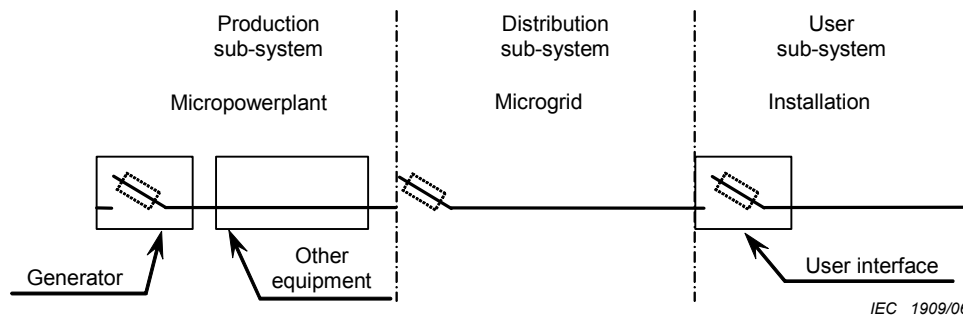 Production
sub-system
Distribution
sub-system
User
sub-system
Micropowerplant
Microgrid
Installation
Generator
Other
equipment
User interface
IEC 1909/06